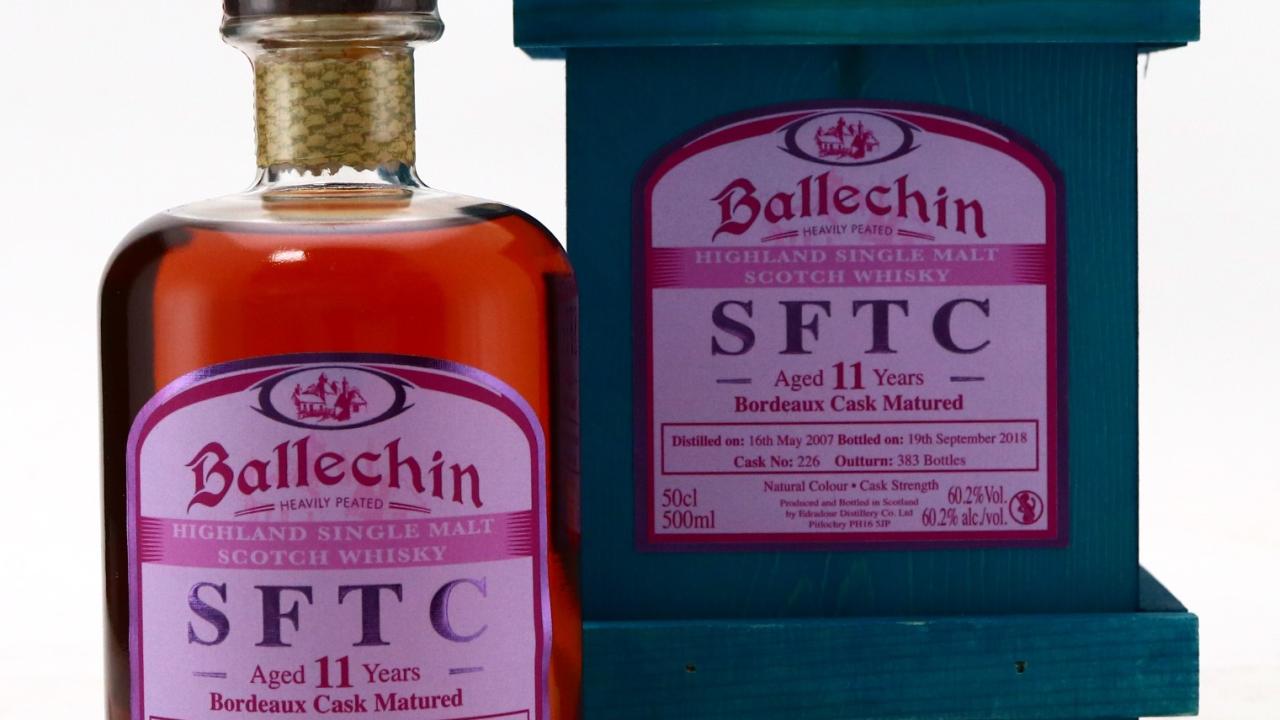 Ballechin
HEAVILY PEATED
HIGHLAND SINGLE MALT
SCOTCH WHISKY
SFTC
Aged 11 Years
Bordeaux Cask Matured
Ballechin
HEAVILY PEATED
HIGHLAND SINGLE MALT
SCOTCH WHISKY
SFTC
Aged 11 Years
Bordeaux Cask Matured
Distilled on: 16th May 2007 Bottled on: 19th September 2018
Cask No: 226 Outturn: 383 Bottles
Natural Colour • Cask Strength
50cl
500ml
Produced and Bottled in Scotland
by Edradour Distillery Co. Ltd
Pitlochry PH16 5JP
60.2%Vol.
60.2% alc./vol.